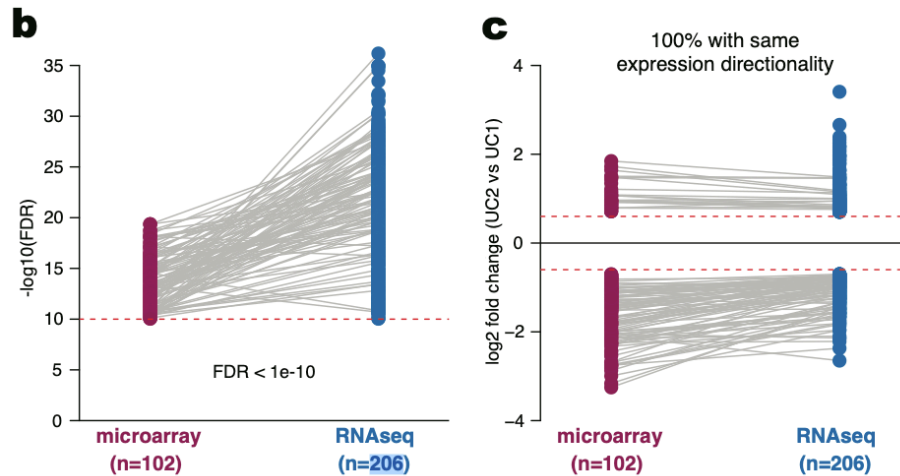 b
35
30
25
20
15
10
5
0
-log10(FDR)
FDR < 1e-10
microarray
(n=102)
RNAseq
(n=206)
c
100% with same
expression directionality
4
2
0
−2
−4
log2 fold change (UC2 vs UC1)
microarray
(n=102)
RNAseq
(n=206)